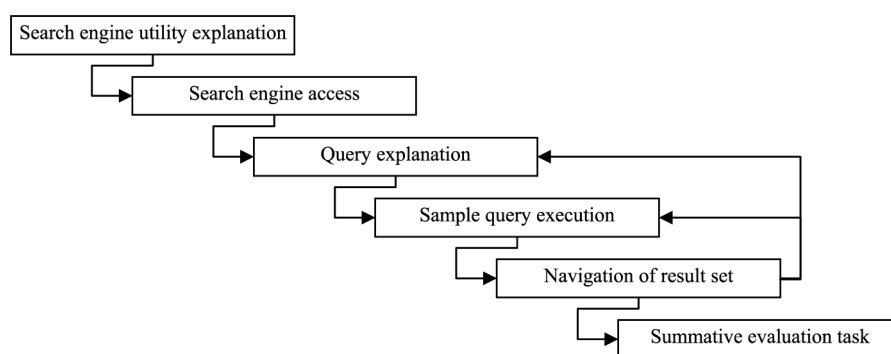 Search engine utility explanation
Search engine access
Query explanation
Sample query execution
Navigation of result set
Summative evaluation task